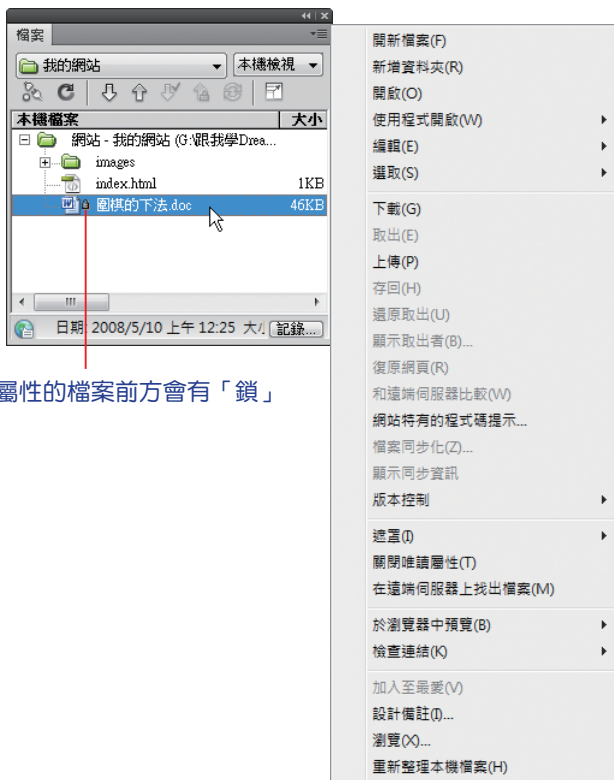 檔案
我的網站 本機檢視
本機檔案 大小
網站 - 我的網站 (G:\跟我學Drea...
images
index.html 1KB
圍棋的下法.doc 46KB
日期: 2008/5/10 上午 12:25 大小 記錄...
屬性的檔案前方會有「鎖」
開新檔案(F)
新增資料夾(R)
開啟(O)
使用程式開啟(W)
編輯(E)
選取(S)
下載(G)
取出(E)
上傳(P)
存回(H)
還原取出(U)
顯示取出者(B)...
復原網頁(R)
和遠端伺服器比較(W)
網站特有的程式碼提示...
檔案同步化(Z)...
顯示同步資訊
版本控制
遮罩(I)
關閉唯讀屬性(T)
在遠端伺服器上找出檔案(M)
於瀏覽器中預覽(B)
檢查連結(K)
加入至最愛(V)
設計備註(I)...
瀏覽(X)...
重新整理本機檔案(H)